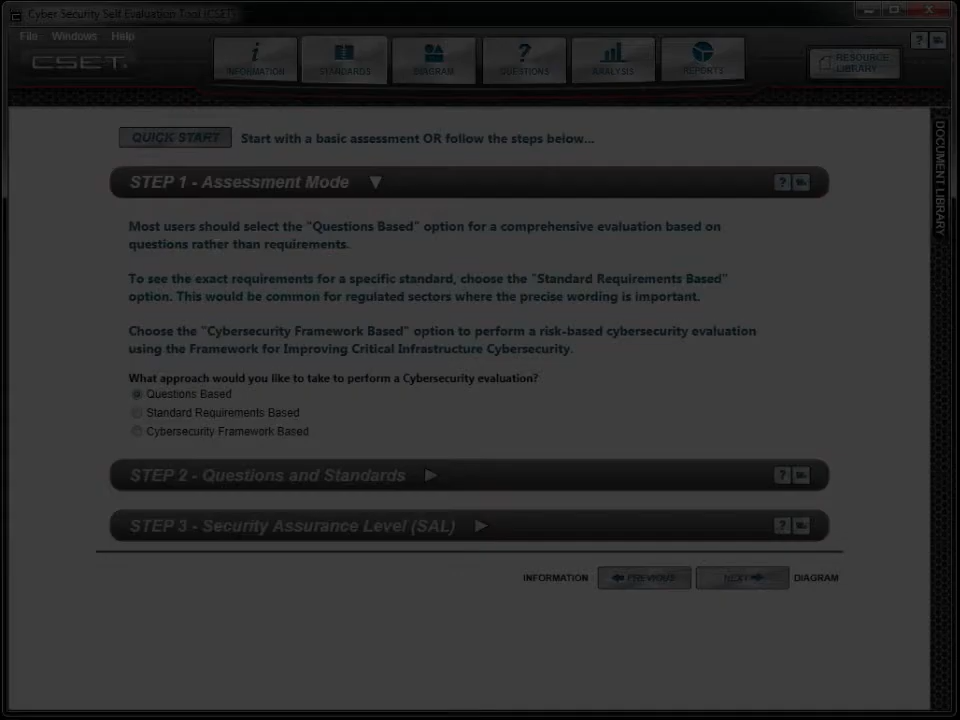 Cyber Security Self Evaluation Tool (CSET)
File Windows Help
CSET.
INFORMATION STANDARDS DIAGRAM QUESTIONS ANALYSIS REPORTS
RESOURCE LIBRARY
QUICK START Start with a basic assessment OR follow the steps below...
STEP 1 - Assessment Mode
Most users should select the "Questions Based" option for a comprehensive evaluation based on
questions rather than requirements.
To see the exact requirements for a specific standard, choose the "Standard Requirements Based"
option. This would be common for regulated sectors where the precise wording is important.
Choose the "Cybersecurity Framework Based" option to perform a risk-based cybersecurity evaluation
using the Framework for Improving Critical Infrastructure Cybersecurity.
What approach would you like to take to perform a Cybersecurity evaluation?
Questions Based
Standard Requirements Based
Cybersecurity Framework Based
STEP 2 - Questions and Standards
STEP 3 - Security Assurance Level (SAL)
INFORMATION PREVIOUS NEXT DIAGRAM
DOCUMENT LIBRARY